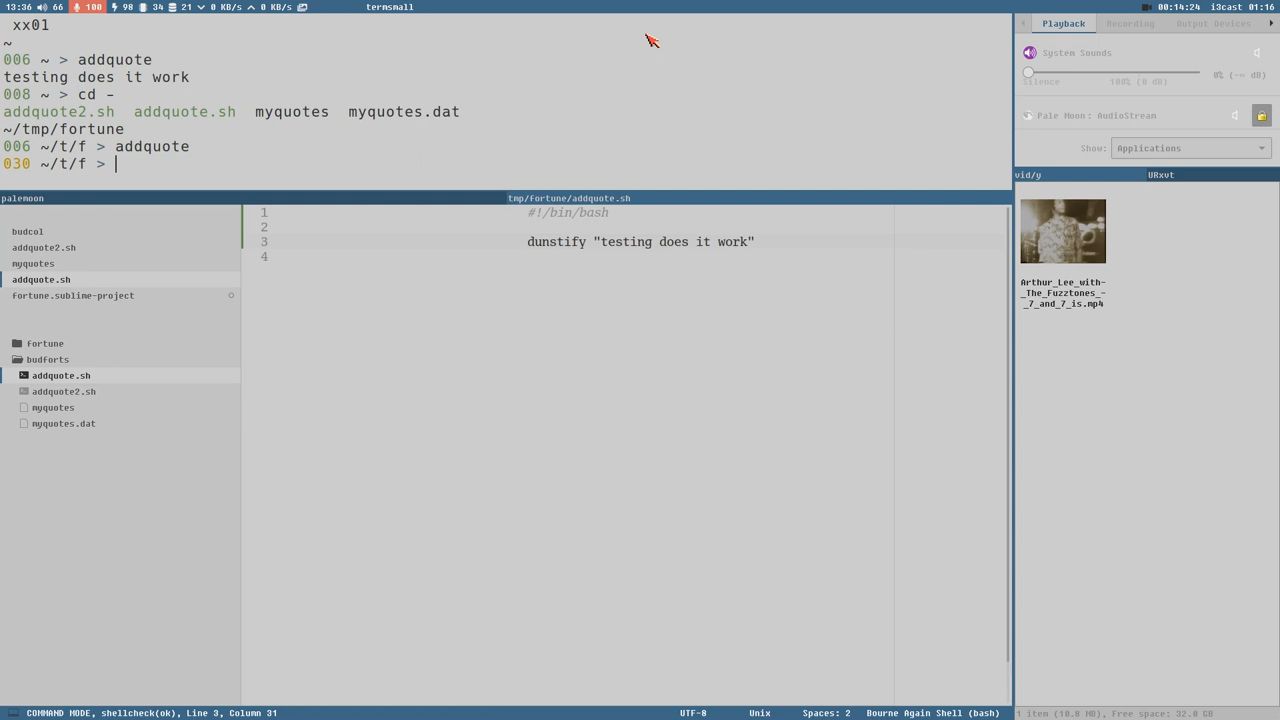 13:36 66 100 98 34 21 0 KB/s 0 KB/s termsmall 00:14:24 i3cast 01:16
xx01
~
006 ~ > addquote
testing does it work
008 ~ > cd -
addquote2.sh addquote.sh myquotes myquotes.dat
~/tmp/fortune
006 ~/t/f > addquote
030 ~/t/f >
palemoon tmp/fortune/addquote.sh
budcol
addquote2.sh
myquotes
addquote.sh
fortune.sublime-project
fortune
budforts
addquote.sh
addquote2.sh
myquotes
myquotes.dat
1 #!/bin/bash
2
3 dunstify "testing does it work"
4
COMMAND MODE, shellcheck(ok), Line 3, Column 31 UTF-8 Unix Spaces: 2 Bourne Again Shell (bash)
Playback Recording Output Devices
System Sounds
0% (-∞ dB)
Silence 100% (0 dB)
Pale Moon: AudioStream
Show: Applications
vid/y URxvt
Arthur_Lee_with-
_The_Fuzztones_-
_7_and_7_is.mp4
1 item (10.8 MB), Free space: 32.0 GB